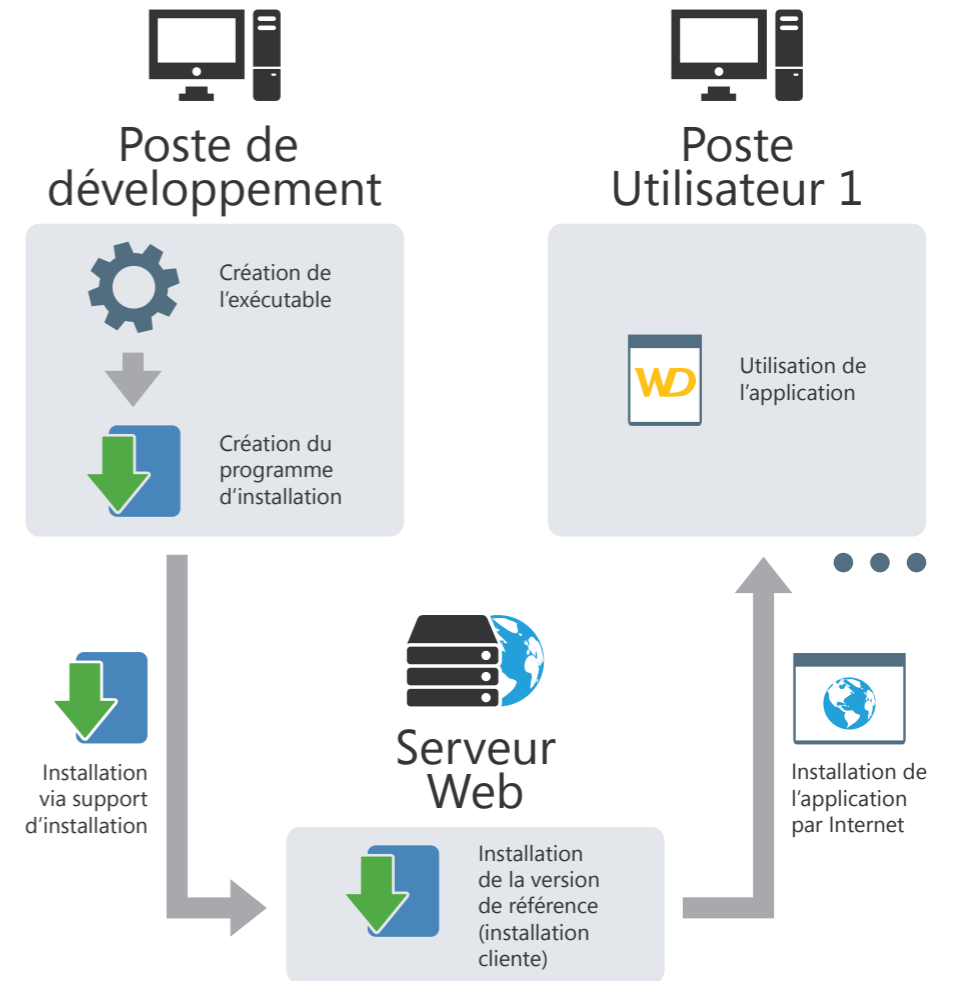 Poste de
développement
Création de
l'exécutable
Création du
programme
d'installation
Poste
Utilisateur 1
WD
Utilisation de
l'application
Installation
via support
d'installation
Serveur
Web
Installation
de la version
de référence
(installation
cliente)
Installation de
l'application
par Internet